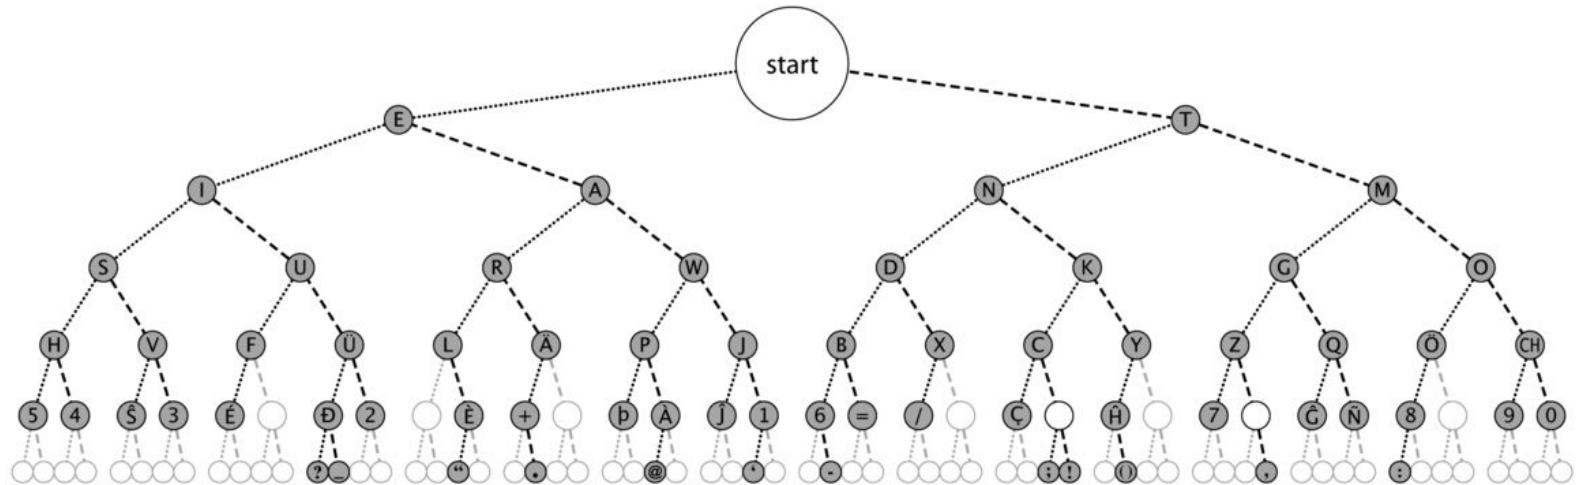 start
E T
I A N M
S U R W D K G O
H V F Ü L Ä P J B X C Y Z Q Ö CH
5 4 Ŝ 3 É Đ 2 È + þ À Ĵ 1 6 = / Ç Ĥ 7 Ĝ Ñ 8 9 0
? _ “ . @ ‘ - ; ! () , :